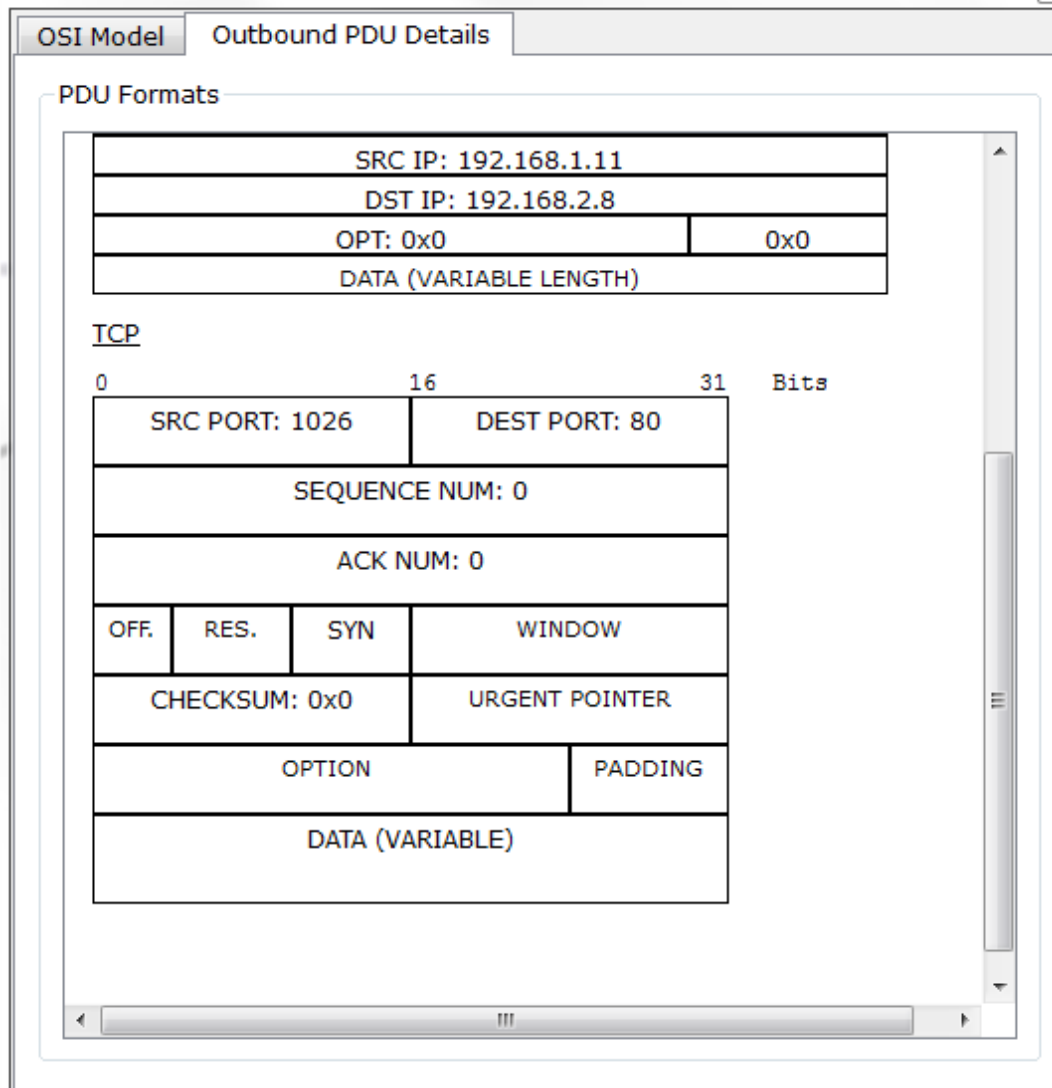 OSI Model Outbound PDU Details
PDU Formats
SRC IP: 192.168.1.11
DST IP: 192.168.2.8
OPT: 0x0 0x0
DATA (VARIABLE LENGTH)
TCP
0 16 31 Bits
SRC PORT: 1026 DEST PORT: 80
SEQUENCE NUM: 0
ACK NUM: 0
OFF. RES. SYN WINDOW
CHECKSUM: 0x0 URGENT POINTER
OPTION PADDING
DATA (VARIABLE)